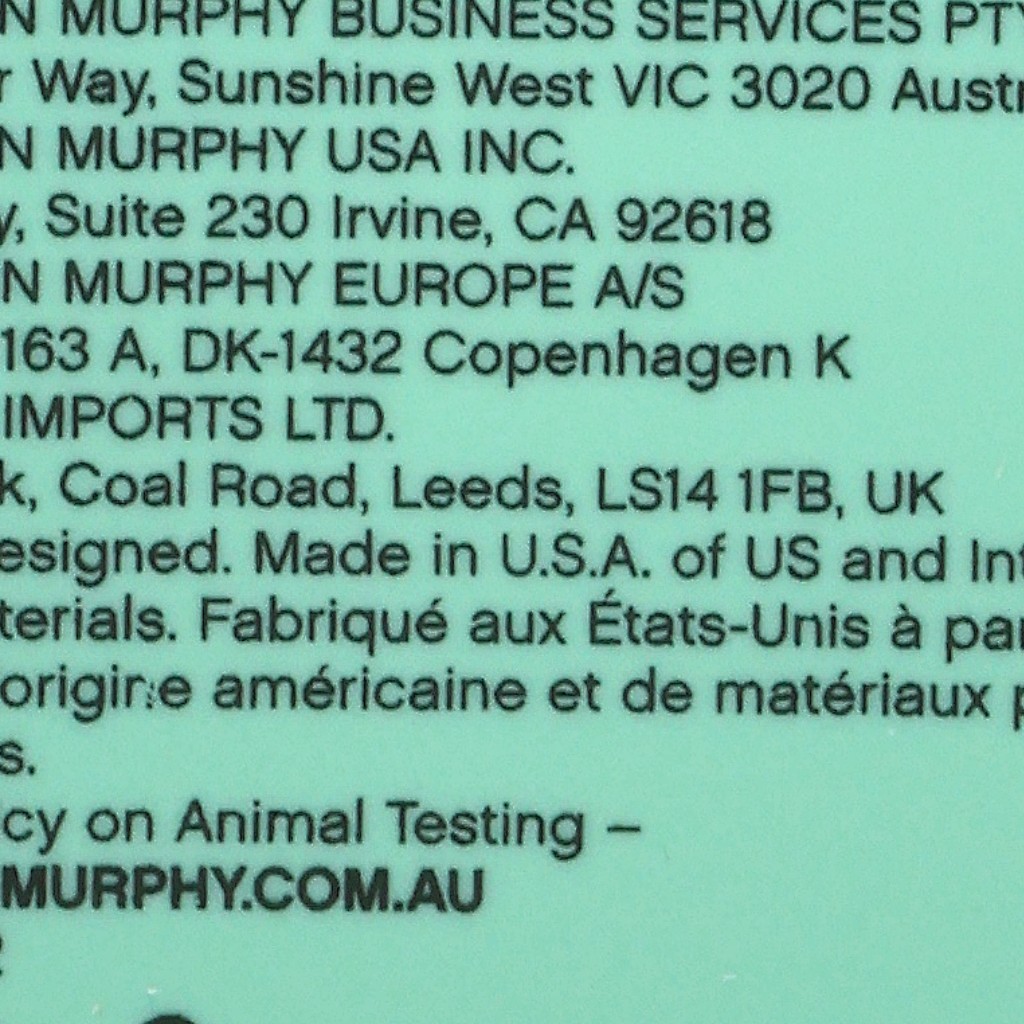 N MURPHY BUSINESS SERVICES PTY
r Way, Sunshine West VIC 3020 Austr
N MURPHY USA INC.
y, Suite 230 Irvine, CA 92618
N MURPHY EUROPE A/S
163 A, DK-1432 Copenhagen K
IMPORTS LTD.
k, Coal Road, Leeds, LS14 1FB, UK
esigned. Made in U.S.A. of US and Int
terials. Fabriqué aux États-Unis à par
origine américaine et de matériaux p
s.
cy on Animal Testing –
MURPHY.COM.AU